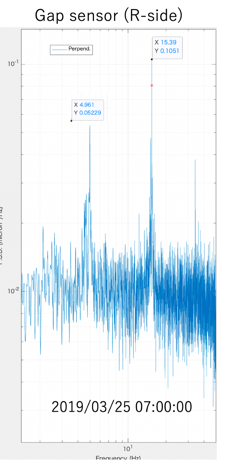 Gap sensor (R-side)
10⁻¹
Perpend.
X 15.39
Y 0.1051
X 4.961
Y 0.05229
10⁻²
2019/03/25 07:00:00
10¹
Frequency (Hz)